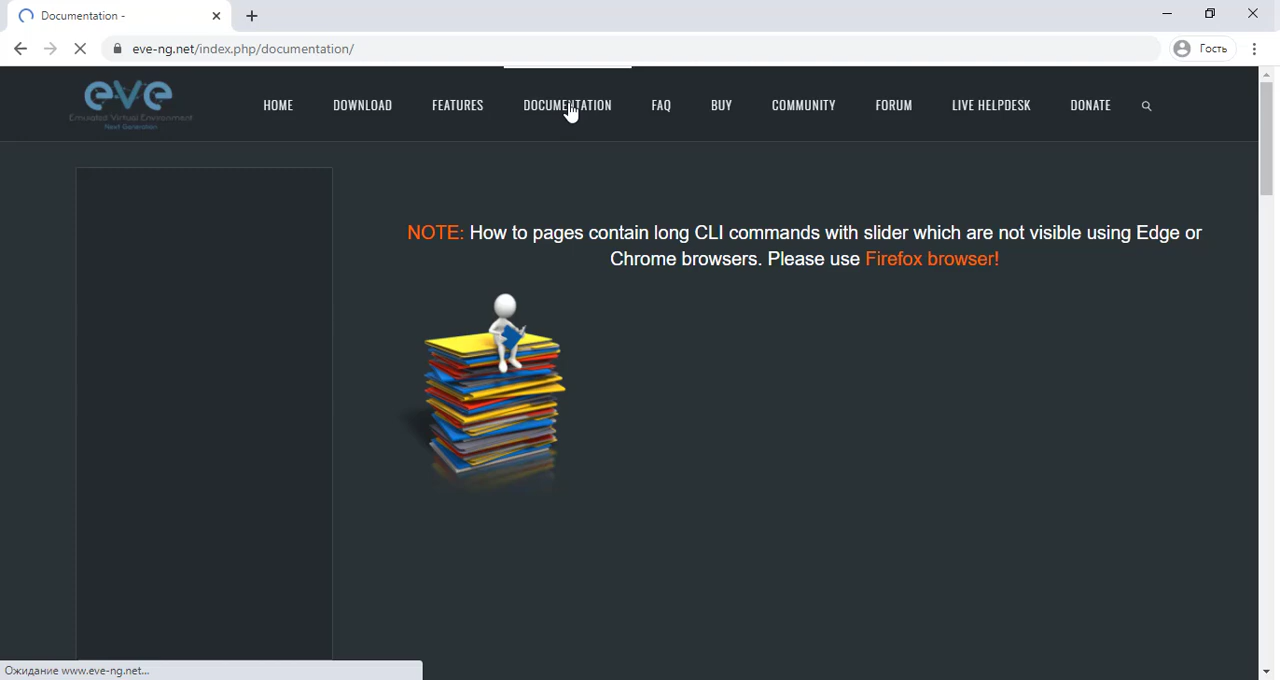 Documentation -
eve-ng.net/index.php/documentation/
Гость
eve
Emulated Virtual Environment
Next Generation
HOME DOWNLOAD FEATURES DOCUMENTATION FAQ BUY COMMUNITY FORUM LIVE HELPDESK DONATE
NOTE: How to pages contain long CLI commands with slider which are not visible using Edge or
Chrome browsers. Please use Firefox browser!
Ожидание www.eve-ng.net...